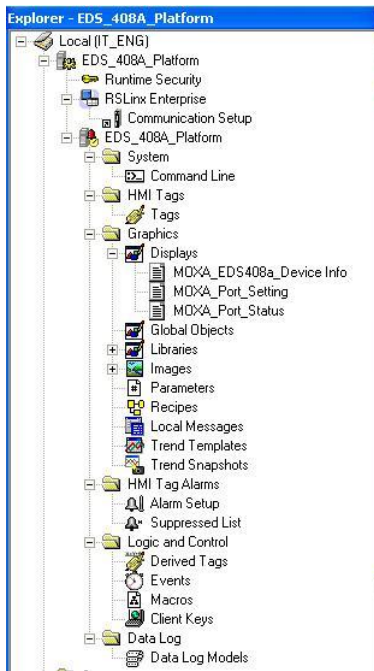 Explorer - EDS_408A_Platform
Local (IT_ENG)
EDS_408A_Platform
Runtime Security
RSLinx Enterprise
Communication Setup
EDS_408A_Platform
System
Command Line
HMI Tags
Tags
Graphics
Displays
MOXA_EDS408a_Device Info
MOXA_Port_Setting
MOXA_Port_Status
Global Objects
Libraries
Images
Parameters
Recipes
Local Messages
Trend Templates
Trend Snapshots
HMI Tag Alarms
Alarm Setup
Suppressed List
Logic and Control
Derived Tags
Events
Macros
Client Keys
Data Log
Data Log Models